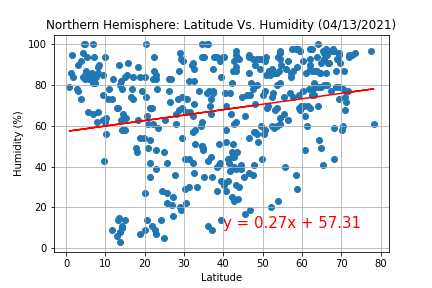 Northern Hemisphere: Latitude Vs. Humidity (04/13/2021)
100
80
60
40
20
0
Humidity (%)
y = 0.27x + 57.31
0 10 20 30 40 50 60 70 80
Latitude